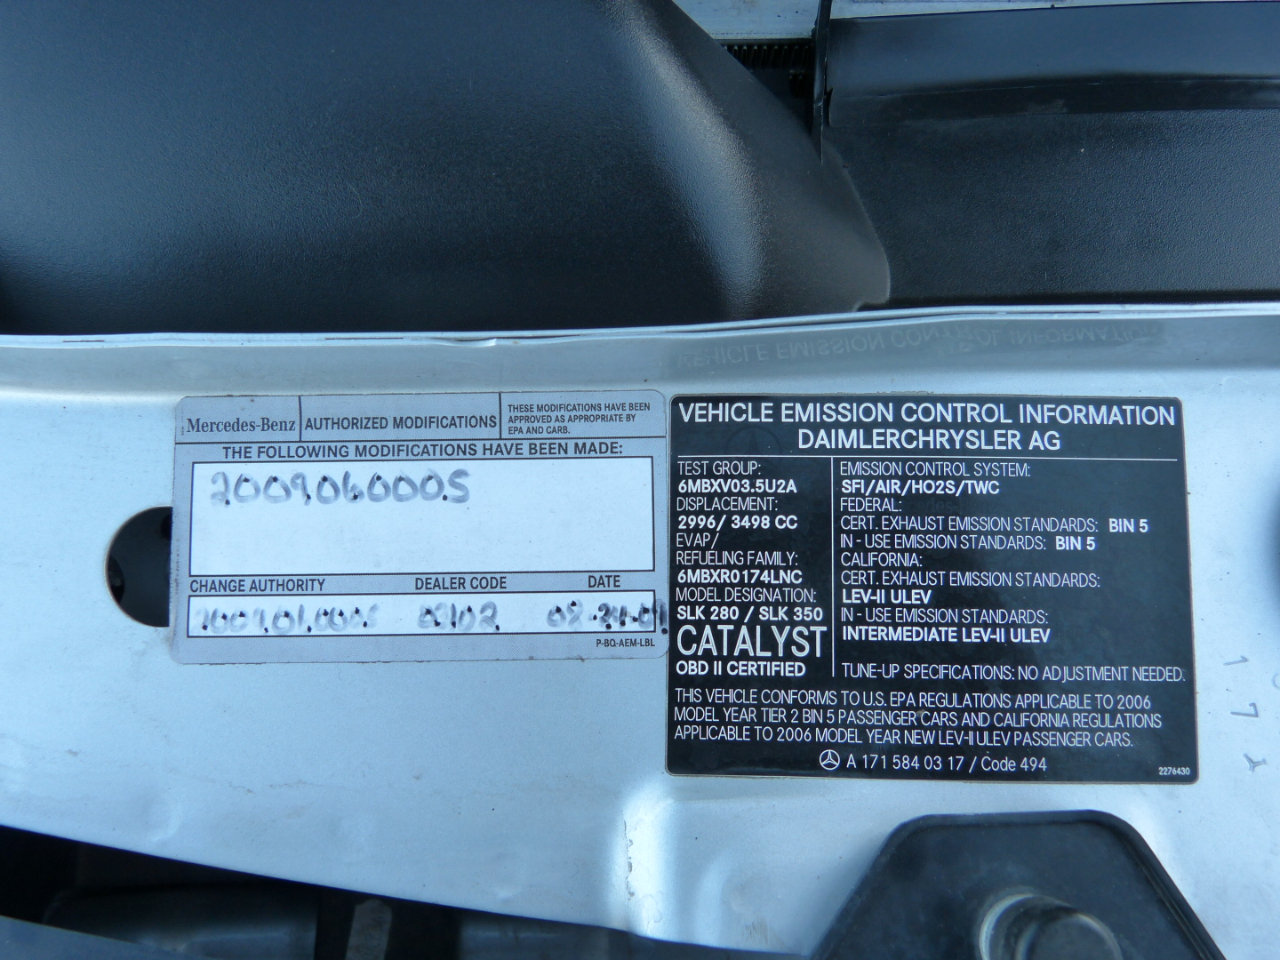 Mercedes-Benz
AUTHORIZED MODIFICATIONS
THESE MODIFICATIONS HAVE BEEN
APPROVED AS APPROPRIATE BY
EPA AND CARB.
THE FOLLOWING MODIFICATIONS HAVE BEEN MADE:
2009060005
CHANGE AUTHORITY DEALER CODE DATE
P-BQ-AEM-LBL
VEHICLE EMISSION CONTROL INFORMATION
DAIMLERCHRYSLER AG
TEST GROUP:
6MBXV03.5U2A
DISPLACEMENT:
2996/ 3498 CC
EVAP/
REFUELING FAMILY:
6MBXR0174LNC
MODEL DESIGNATION:
SLK 280 / SLK 350
CATALYST
OBD II CERTIFIED
EMISSION CONTROL SYSTEM:
SFI/AIR/HO2S/TWC
FEDERAL:
CERT. EXHAUST EMISSION STANDARDS: BIN 5
IN - USE EMISSION STANDARDS: BIN 5
CALIFORNIA:
CERT. EXHAUST EMISSION STANDARDS:
LEV-II ULEV
IN - USE EMISSION STANDARDS:
INTERMEDIATE LEV-II ULEV
TUNE-UP SPECIFICATIONS: NO ADJUSTMENT NEEDED.
THIS VEHICLE CONFORMS TO U.S. EPA REGULATIONS APPLICABLE TO 2006
MODEL YEAR TIER 2 BIN 5 PASSENGER CARS AND CALIFORNIA REGULATIONS
APPLICABLE TO 2006 MODEL YEAR NEW LEV-II ULEV PASSENGER CARS.
A 171 584 03 17 / Code 494
2276430